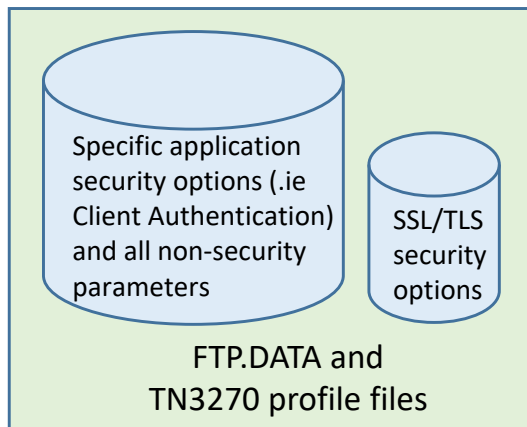 Specific application
security options (.ie
Client Authentication)
and all non-security
parameters
SSL/TLS
security
options
FTP.DATA and
TN3270 profile files